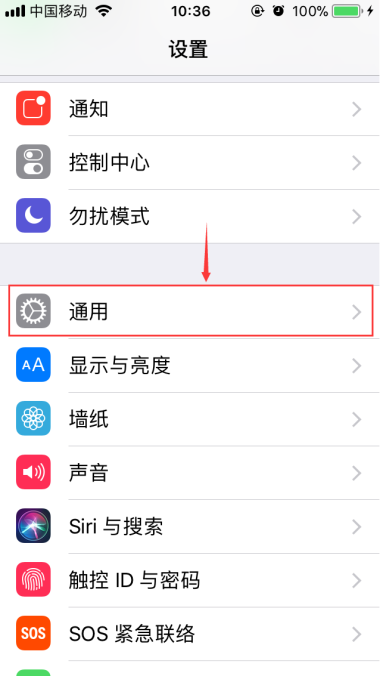 中国移动 10:36 100%
设置
通知
控制中心
勿扰模式
通用
AA 显示与亮度
墙纸
声音
Siri 与搜索
触控 ID 与密码
SOS SOS 紧急联络